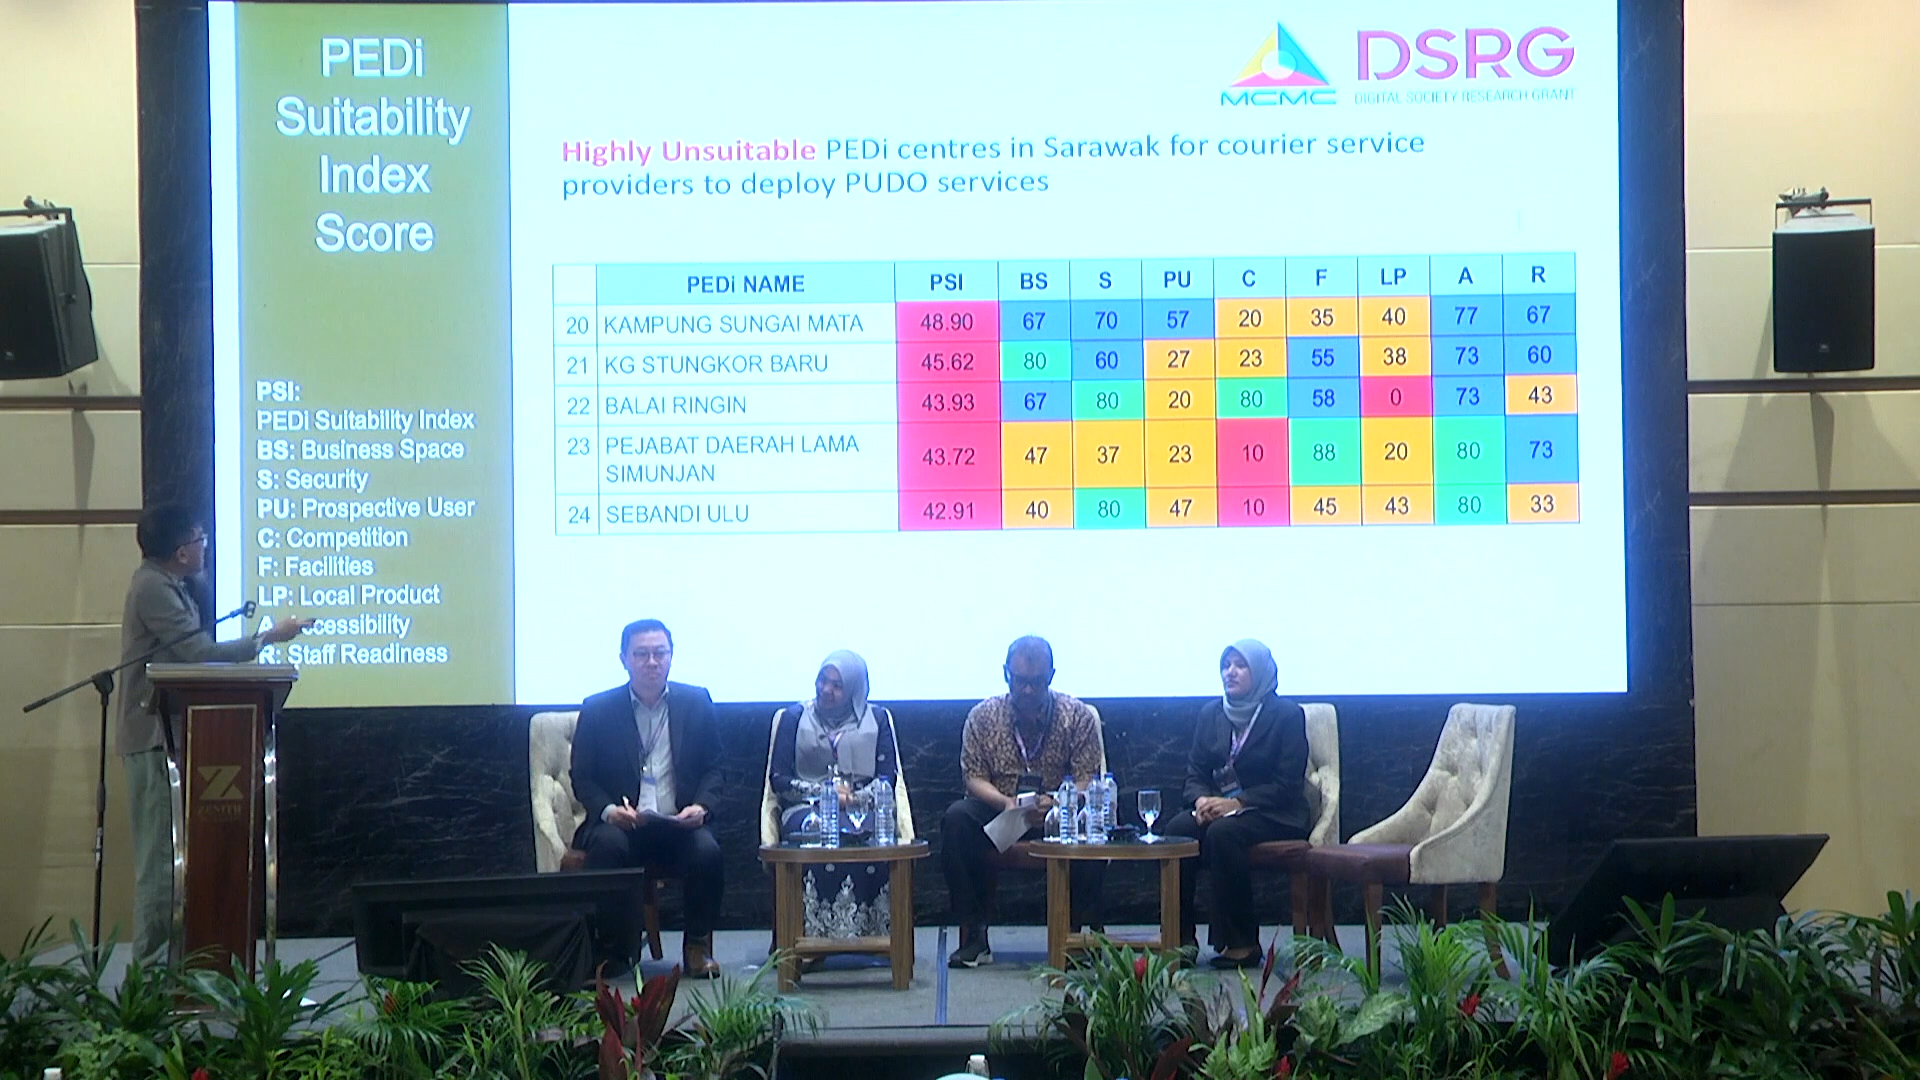 PEDi
Suitability
Index
Score
PSI:
PEDi Suitability Index
BS: Business Space
S: Security
PU: Prospective User
C: Competition
F: Facilities
LP: Local Product
A: Accessibility
R: Staff Readiness
MCMC
DSRG
DIGITAL SOCIETY RESEARCH GRANT
Highly Unsuitable PEDi centres in Sarawak for courier service
providers to deploy PUDO services
PEDi NAME PSI BS S PU C F LP A R
20 KAMPUNG SUNGAI MATA 48.90 67 70 57 20 35 40 77 67
21 KG STUNGKOR BARU 45.62 80 60 27 23 55 38 73 60
22 BALAI RINGIN 43.93 67 80 20 80 58 0 73 43
23 PEJABAT DAERAH LAMA SIMUNJAN 43.72 47 37 23 10 88 20 80 73
24 SEBANDI ULU 42.91 40 80 47 10 45 43 80 33
Z
ZENITH